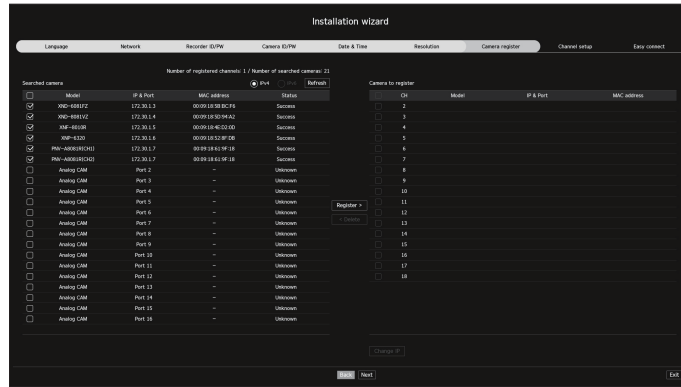 Installation wizard
Language Network Recorder ID/PW Camera ID/PW Date & Time Resolution Camera register Channel setup Easy connect
Number of registered channels: 1 / Number of searched cameras: 21
Searched camera IPv4 IPv6 Refresh
Model IP & Port MAC address Status
XND-6081FZ 172.30.1.3 00:09:18:5B:BC:F6 Success
XND-8081VZ 172.30.1.4 00:09:18:5D:94:A2 Success
XNF-8010R 172.30.1.5 00:09:18:4E:D2:0D Success
XNP-6320 172.30.1.6 00:09:18:52:8F:DB Success
PNV-A8081R(CH1) 172.30.1.7 00:09:18:61:9F:18 Success
PNV-A8081R(CH2) 172.30.1.7 00:09:18:61:9F:18 Success
Analog CAM Port 2 — Unknown
Analog CAM Port 3 — Unknown
Analog CAM Port 4 — Unknown
Analog CAM Port 5 — Unknown
Analog CAM Port 6 — Unknown
Analog CAM Port 7 — Unknown
Analog CAM Port 8 — Unknown
Analog CAM Port 9 — Unknown
Analog CAM Port 10 — Unknown
Analog CAM Port 11 — Unknown
Analog CAM Port 12 — Unknown
Analog CAM Port 13 — Unknown
Analog CAM Port 14 — Unknown
Analog CAM Port 15 — Unknown
Analog CAM Port 16 — Unknown
Register >
< Delete
Camera to register
CH Model IP & Port MAC address
2
3
4
5
6
7
8
9
10
11
12
13
14
15
16
17
18
Change IP
Back Next Exit